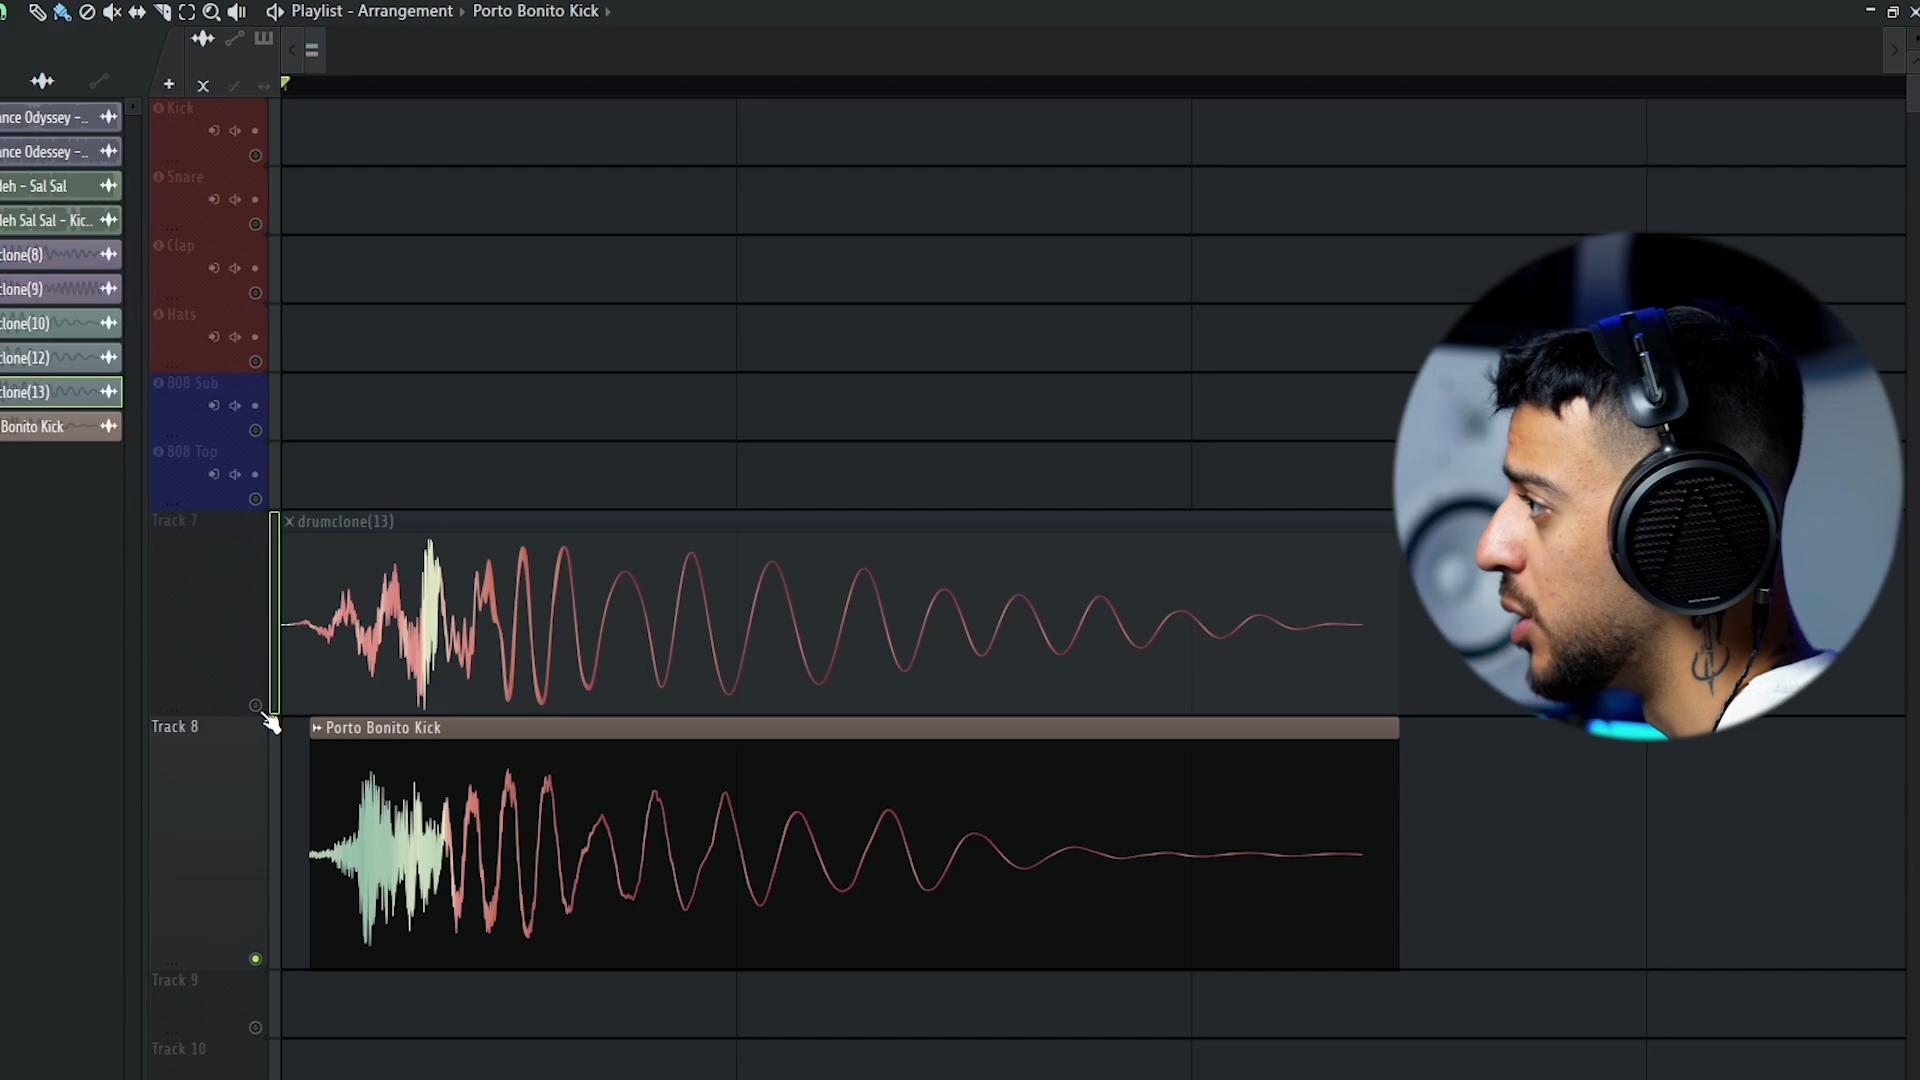 Playlist - Arrangement › Porto Bonito Kick ›
ance Odyssey -..
ance Odessey -..
deh - Sal Sal
deh Sal Sal - Kic..
clone(8)
clone(9)
clone(10)
clone(12)
clone(13)
Bonito Kick
Kick
Snare
Clap
Hats
808 Sub
808 Top
Track 7
drumclone(13)
Track 8
Porto Bonito Kick
Track 9
Track 10